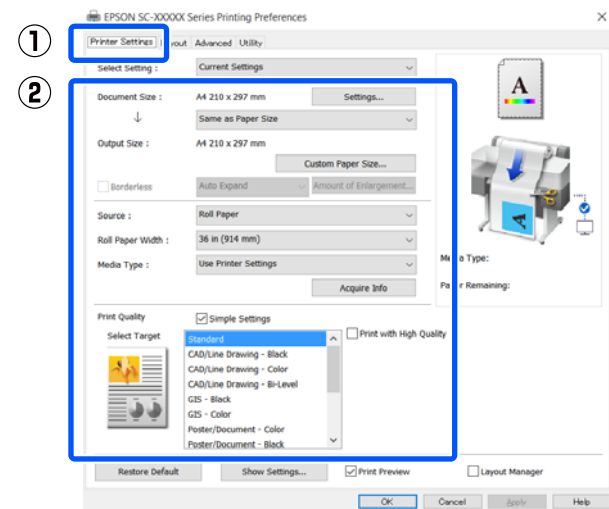 EPSON SC-XXXXX Series Printing Preferences
①
Printer Settings yout Advanced Utility
Select Setting : Current Settings
②
Document Size : A4 210 x 297 mm Settings...
↓ Same as Paper Size
Output Size : A4 210 x 297 mm
Custom Paper Size...
Borderless Auto Expand Amount of Enlargement...
Source : Roll Paper
Roll Paper Width : 36 in (914 mm)
Media Type : Use Printer Settings
Acquire Info
A
A
Me a Type:
Pa r Remaining:
Print Quality Simple Settings
Select Target
Standard
CAD/Line Drawing - Black
CAD/Line Drawing - Color
CAD/Line Drawing - Bi-Level
GIS - Black
GIS - Color
Poster/Document - Color
Poster/Document - Black
Print with High Quality
Restore Default Show Settings... Print Preview Layout Manager
OK Cancel Apply Help